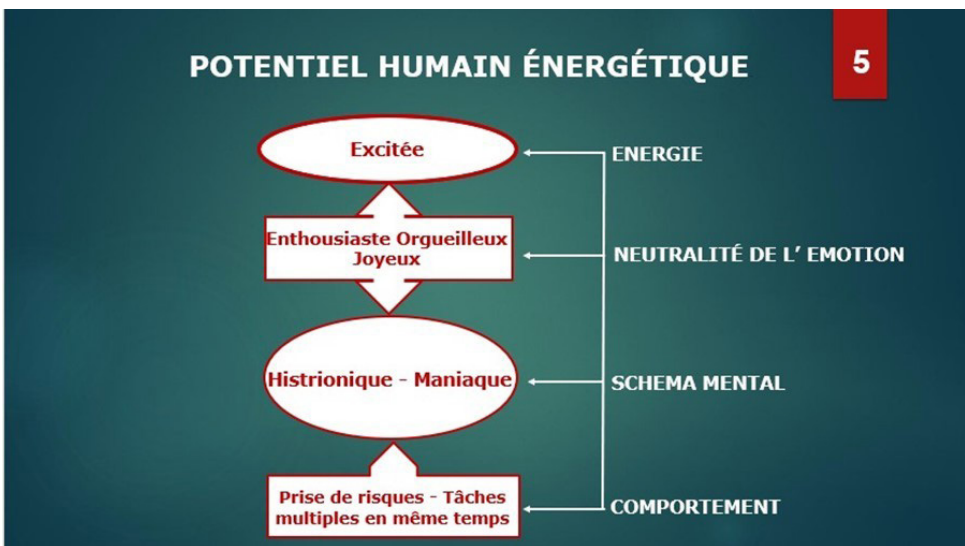 POTENTIEL HUMAIN ÉNERGÉTIQUE
5
Excitée
ENERGIE
Enthousiaste Orgueilleux
Joyeux
NEUTRALITÉ DE L’ EMOTION
Histrionique - Maniaque
SCHEMA MENTAL
Prise de risques - Tâches
multiples en même temps
COMPORTEMENT